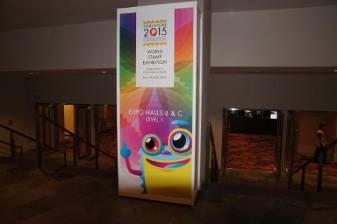 SINGAPORE
2015
WORLD
STAMP
EXHIBITION
EXPO HALLS B & C
LEVEL 1